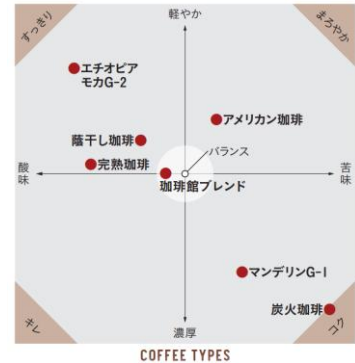 すっきり
軽やか
まろやか
エチオピア
モカG-2
アメリカン珈琲
蔭干し珈琲
バランス
完熟珈琲
酸味
苦味
珈琲館ブレンド
マンデリンG-1
炭火珈琲
キレ
濃厚
コク
COFFEE TYPES